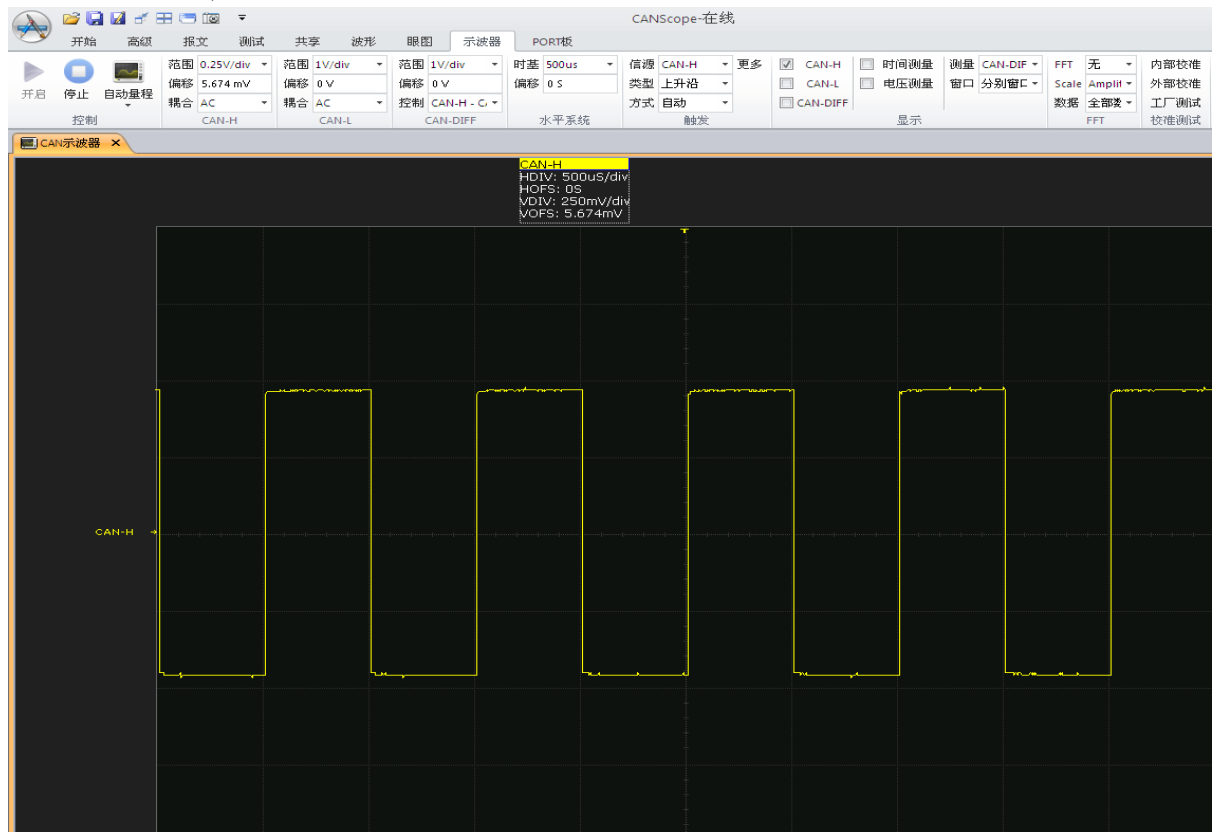 CANScope-在线
开始 高级 报文 测试 共享 波形 眼图 示波器 PORT板
范围 0.25V/div 范围 1V/div 范围 1V/div 时基 500us 信源 CAN-H 更多 CAN-H 时间测量 测量 CAN-DIF FFT 无 内部校准
开启 停止 自动量程 偏移 5.674 mV 偏移 0 V 偏移 0 V 偏移 0 S 类型 上升沿 CAN-L 电压测量 窗口 分别窗口 Scale Amplit 外部校准
耦合 AC 耦合 AC 控制 CAN-H - C 方式 自动 CAN-DIFF 数据 全部数 工厂测试
控制 CAN-H CAN-L CAN-DIFF 水平系统 触发 显示 FFT 校准测试
CAN示波器
CAN-H
HDIV: 500uS/div
HOFS: 0S
VDIV: 250mV/div
VOFS: 5.674mV
T
CAN-H